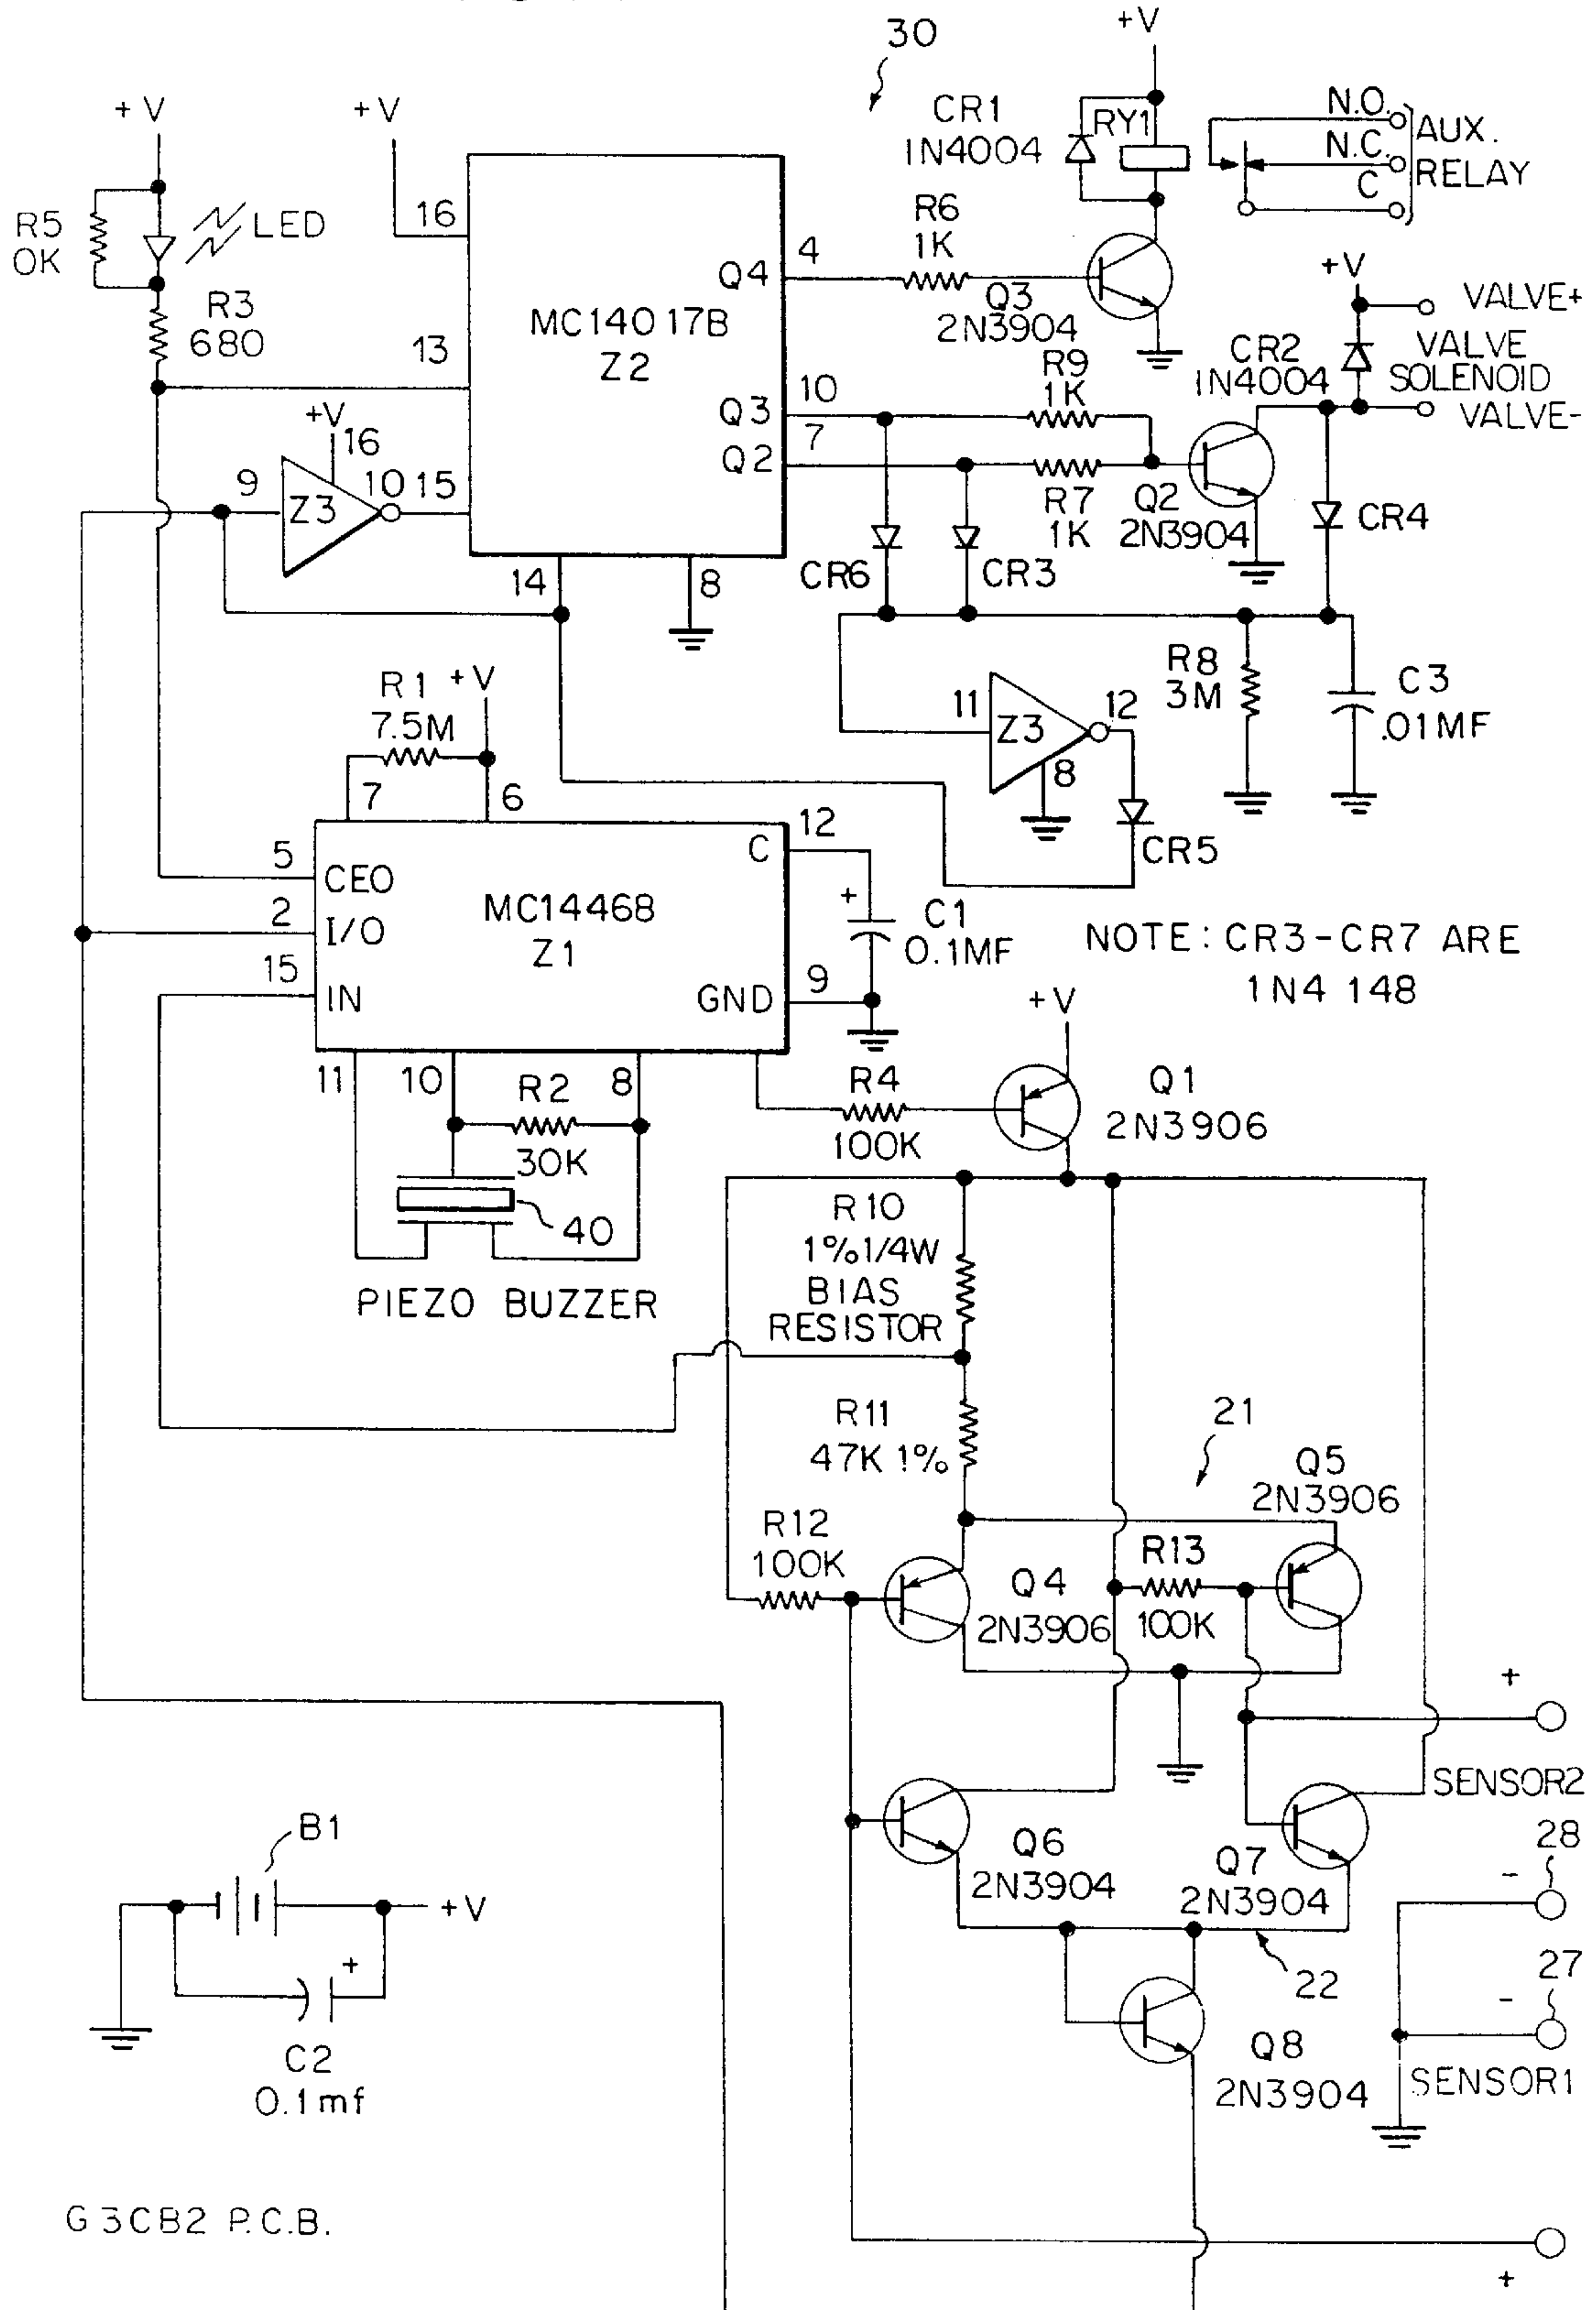 30
+V
+V
+V
CR1
1N4004
RY1
N.O.
N.C.
C
AUX.
RELAY
R5
0K
LED
16
R6
1K
4
Q4
Q3
2N3904
+V
VALVE+
R3
680
MC14017B
Z2
13
CR2
1N4004
VALVE
SOLENOID
VALVE-
R9
1K
10
Q3
7
Q2
+V
16
9
Z3
10
15
R7
1K
Q2
2N3904
CR4
14
8
CR6
CR3
R1
7.5M
+V
7
6
11
Z3
12
8
R8
3M
C3
.01MF
CR5
5
CEO
2
I/O
15
IN
MC14468
Z1
C
12
GND
9
C1
+
0.1MF
NOTE: CR3-CR7 ARE
1N4 148
11
10
R2
30K
8
40
PIEZO BUZZER
R4
100K
+V
Q1
2N3906
R10
1% 1/4W
BIAS
RESISTOR
R11
47K 1%
21
Q5
2N3906
R12
100K
Q4
2N3906
R13
100K
+
SENSOR2
B1
+V
+
C2
0.1mf
Q6
2N3904
Q7
2N3904
28
-
22
27
-
SENSOR1
Q8
2N3904
G3CB2 P.C.B.
+